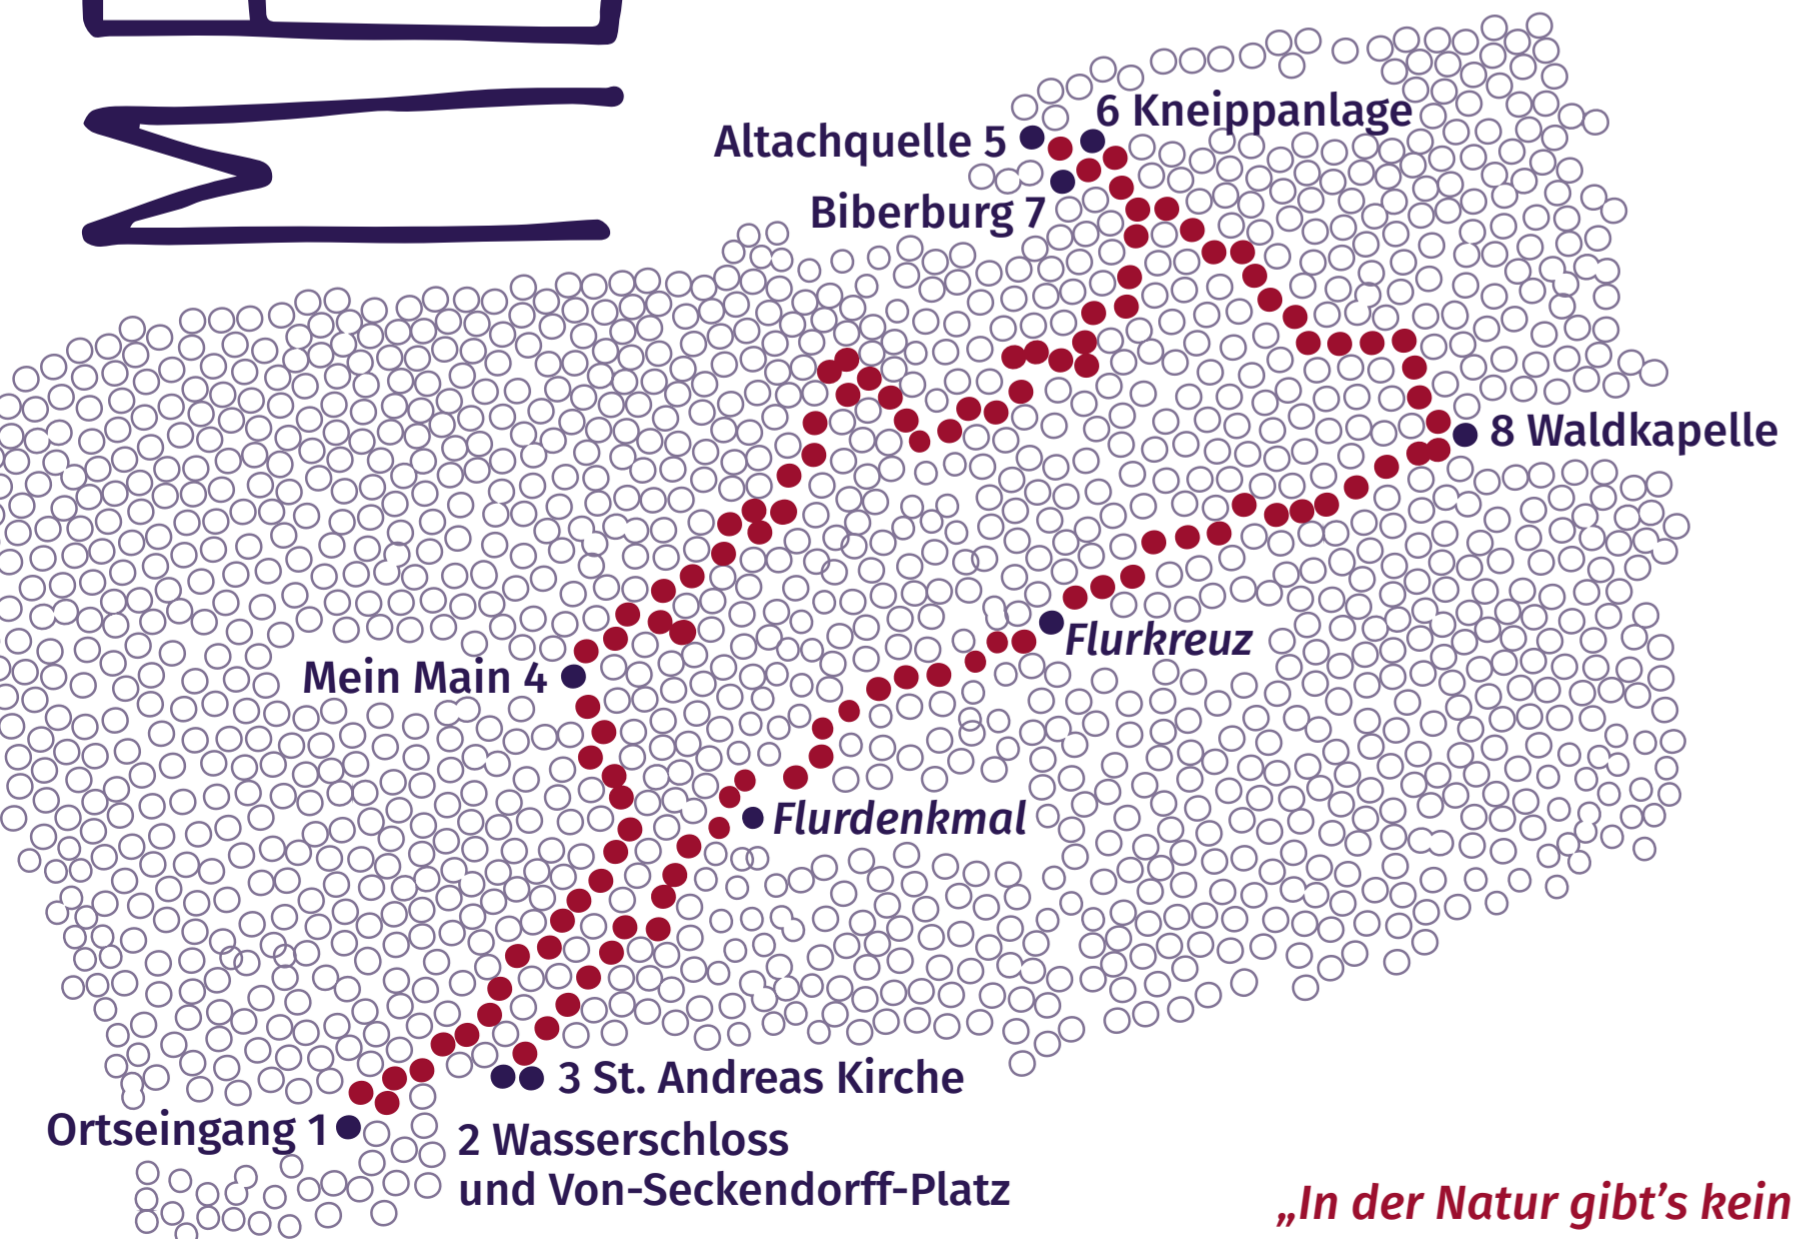 6 Kneippanlage
Altachquelle 5
Biberburg 7
8 Waldkapelle
Flurkreuz
Mein Main 4
Flurdenkmal
3 St. Andreas Kirche
Ortseingang 1
2 Wasserschloss
und Von-Seckendorff-Platz
„In der Natur gibt’s kein